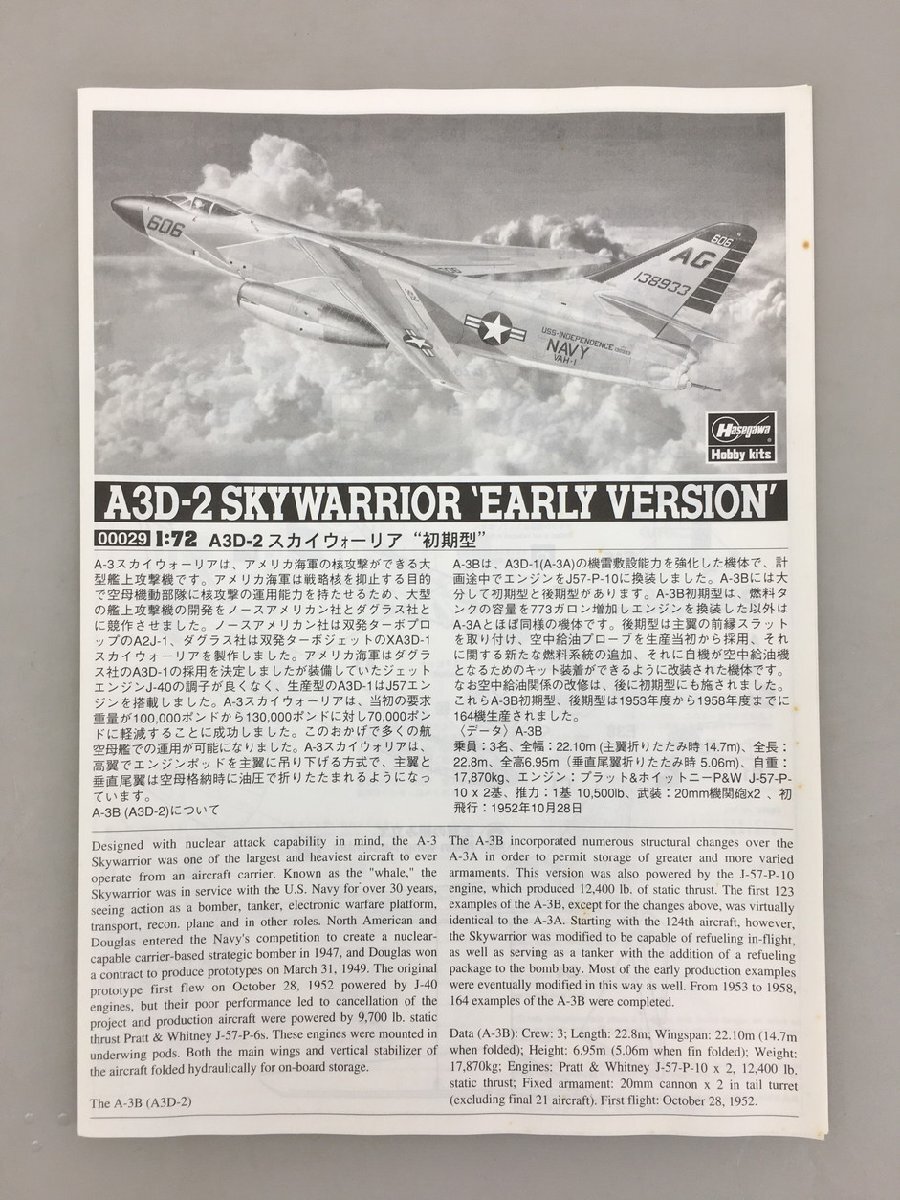 606
606
AG
138933
USS-INDEPENDENCE
NAVY
VAH-1
Hasegawa
Hobby kits
A3D-2 SKYWARRIOR 'EARLY VERSION'
00029 1:72 A3D-2 スカイウォーリア “初期型”
A-3スカイウォーリアは、アメリカ海軍の核攻撃ができる大
型艦上攻撃機です。アメリカ海軍は戦略核を抑止する目的
で空母機動部隊に核攻撃の運用能力を持たせるため、大型
の艦上攻撃機の開発をノースアメリカン社とダグラス社と
に競作させました。ノースアメリカン社は双発ターボプロ
ップのA2J-1、ダグラス社は双発ターボジェットのXA3D-1
スカイウォーリアを製作しました。アメリカ海軍はダグラ
ス社のA3D-1の採用を決定しましたが装備していたジェット
エンジンJ-40の調子が良くなく、生産型のA3D-1はJ57エン
ジンを搭載しました。A-3スカイウォーリアは、当初の要求
重量が100,000ポンドから130,000ポンドに対し70,000ポン
ドに軽減することに成功しました。このおかげで多くの航
空母艦での運用が可能になりました。A-3スカイウォリアは、
高翼でエンジンポッドを主翼に吊り下げる方式で、主翼と
垂直尾翼は空母格納時に油圧で折りたたまれるようになっ
ています。
A-3B (A3D-2)について
A-3Bは、A3D-1(A-3A)の機雷敷設能力を強化した機体で、計
画途中でエンジンをJ57-P-10に換装しました。A-3Bには大
分して初期型と後期型があります。A-3B初期型は、燃料タ
ンクの容量を773ガロン増加しエンジンを換装した以外は
A-3Aとほぼ同様の機体です。後期型は主翼の前縁スラット
を取り付け、空中給油プローブを生産当初から採用、それ
に関する新たな燃料系統の追加、それに自機が空中給油機
となるためのキット装着ができるように改装された機体です。
なお空中給油関係の改修は、後に初期型にも施されました。
これらA-3B初期型、後期型は1953年度から1958年度までに
164機生産されました。
〈データ〉A-3B
乗員：3名、全幅：22.10m (主翼折りたたみ時 14.7m)、全長：
22.8m、全高6.95m（垂直尾翼折りたたみ時 5.06m)、自重：
17,870kg、エンジン：プラット&ホイットニーP&W J-57-P-
10 x 2基、推力：1基 10,500lb、武装：20mm機関砲x2 、初
飛行：1952年10月28日
Designed with nuclear attack capability in mind, the A-3
Skywarrior was one of the largest and heaviest aircraft to ever
operate from an aircraft carrier. Known as the "whale," the
Skywarrior was in service with the U.S. Navy for over 30 years,
seeing action as a bomber, tanker, electronic warfare platform,
transport, recon. plane and in other roles. North American and
Douglas entered the Navy's competition to create a nuclear-
capable carrier-based strategic bomber in 1947, and Douglas won
a contract to produce prototypes on March 31, 1949. The original
prototype first flew on October 28, 1952 powered by J-40
engines, but their poor performance led to cancellation of the
project and production aircraft were powered by 9,700 lb. static
thrust Pratt & Whitney J-57-P-6s. These engines were mounted in
underwing pods. Both the main wings and vertical stabilizer of
the aircraft folded hydraulically for on-board storage.
The A-3B (A3D-2)
The A-3B incorporated numerous structural changes over the
A-3A in order to permit storage of greater and more varied
armaments. This version was also powered by the J-57-P-10
engine, which produced 12,400 lb. of static thrust. The first 123
examples of the A-3B, except for the changes above, was virtually
identical to the A-3A. Starting with the 124th aircraft, however,
the Skywarrior was modified to be capable of refueling in-flight,
as well as serving as a tanker with the addition of a refueling
package to the bomb bay. Most of the early production examples
were eventually modified in this way as well. From 1953 to 1958,
164 examples of the A-3B were completed.
Data (A-3B): Crew: 3; Length: 22.8m; Wingspan: 22.10m (14.7m
when folded); Height: 6.95m (5.06m when fin folded); Weight:
17,870kg; Engines: Pratt & Whitney J-57-P-10 x 2, 12,400 lb.
static thrust; Fixed armament: 20mm cannon x 2 in tail turret
(excluding final 21 aircraft). First flight: October 28, 1952.